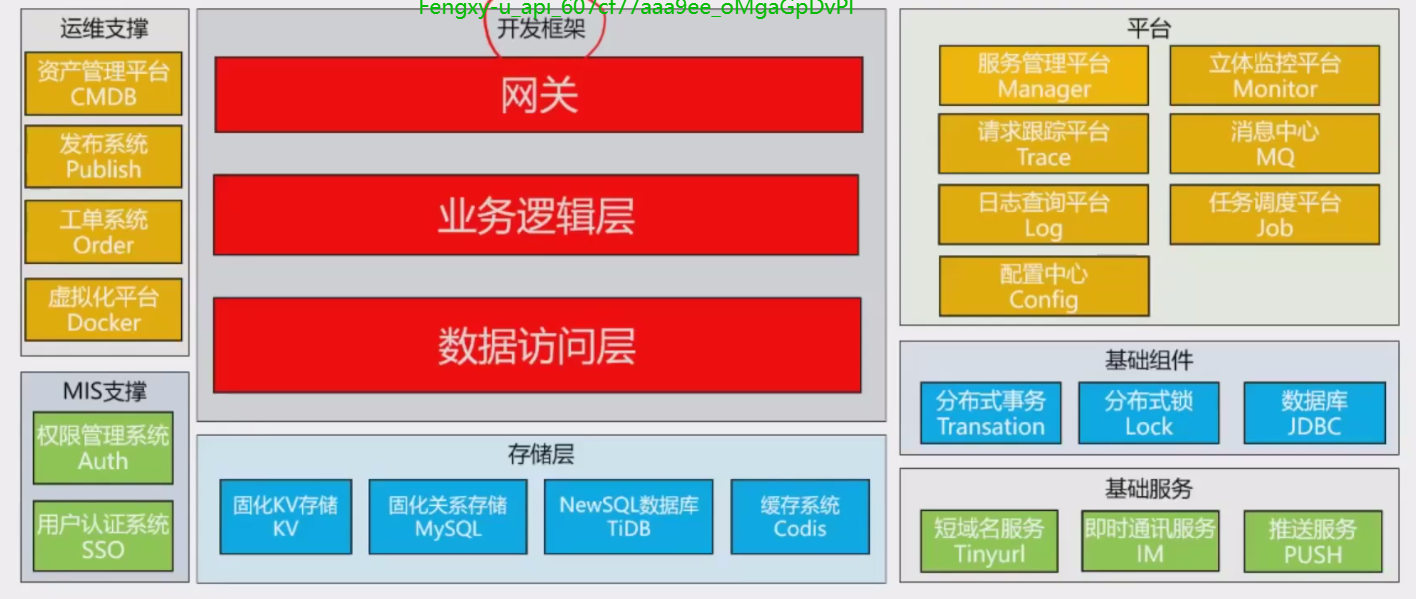 Fengxy-u_api_607cf77aaa9ee_oMgaGpDvPl
运维支撑
资产管理平台
CMDB
发布系统
Publish
工单系统
Order
虚拟化平台
Docker
MIS支撑
权限管理系统
Auth
用户认证系统
SSO
开发框架
网关
业务逻辑层
数据访问层
存储层
固化KV存储
KV
固化关系存储
MySQL
NewSQL数据库
TiDB
缓存系统
Codis
平台
服务管理平台
Manager
立体监控平台
Monitor
请求跟踪平台
Trace
消息中心
MQ
日志查询平台
Log
任务调度平台
Job
配置中心
Config
基础组件
分布式事务
Transation
分布式锁
Lock
数据库
JDBC
基础服务
短域名服务
Tinyurl
即时通讯服务
IM
推送服务
PUSH